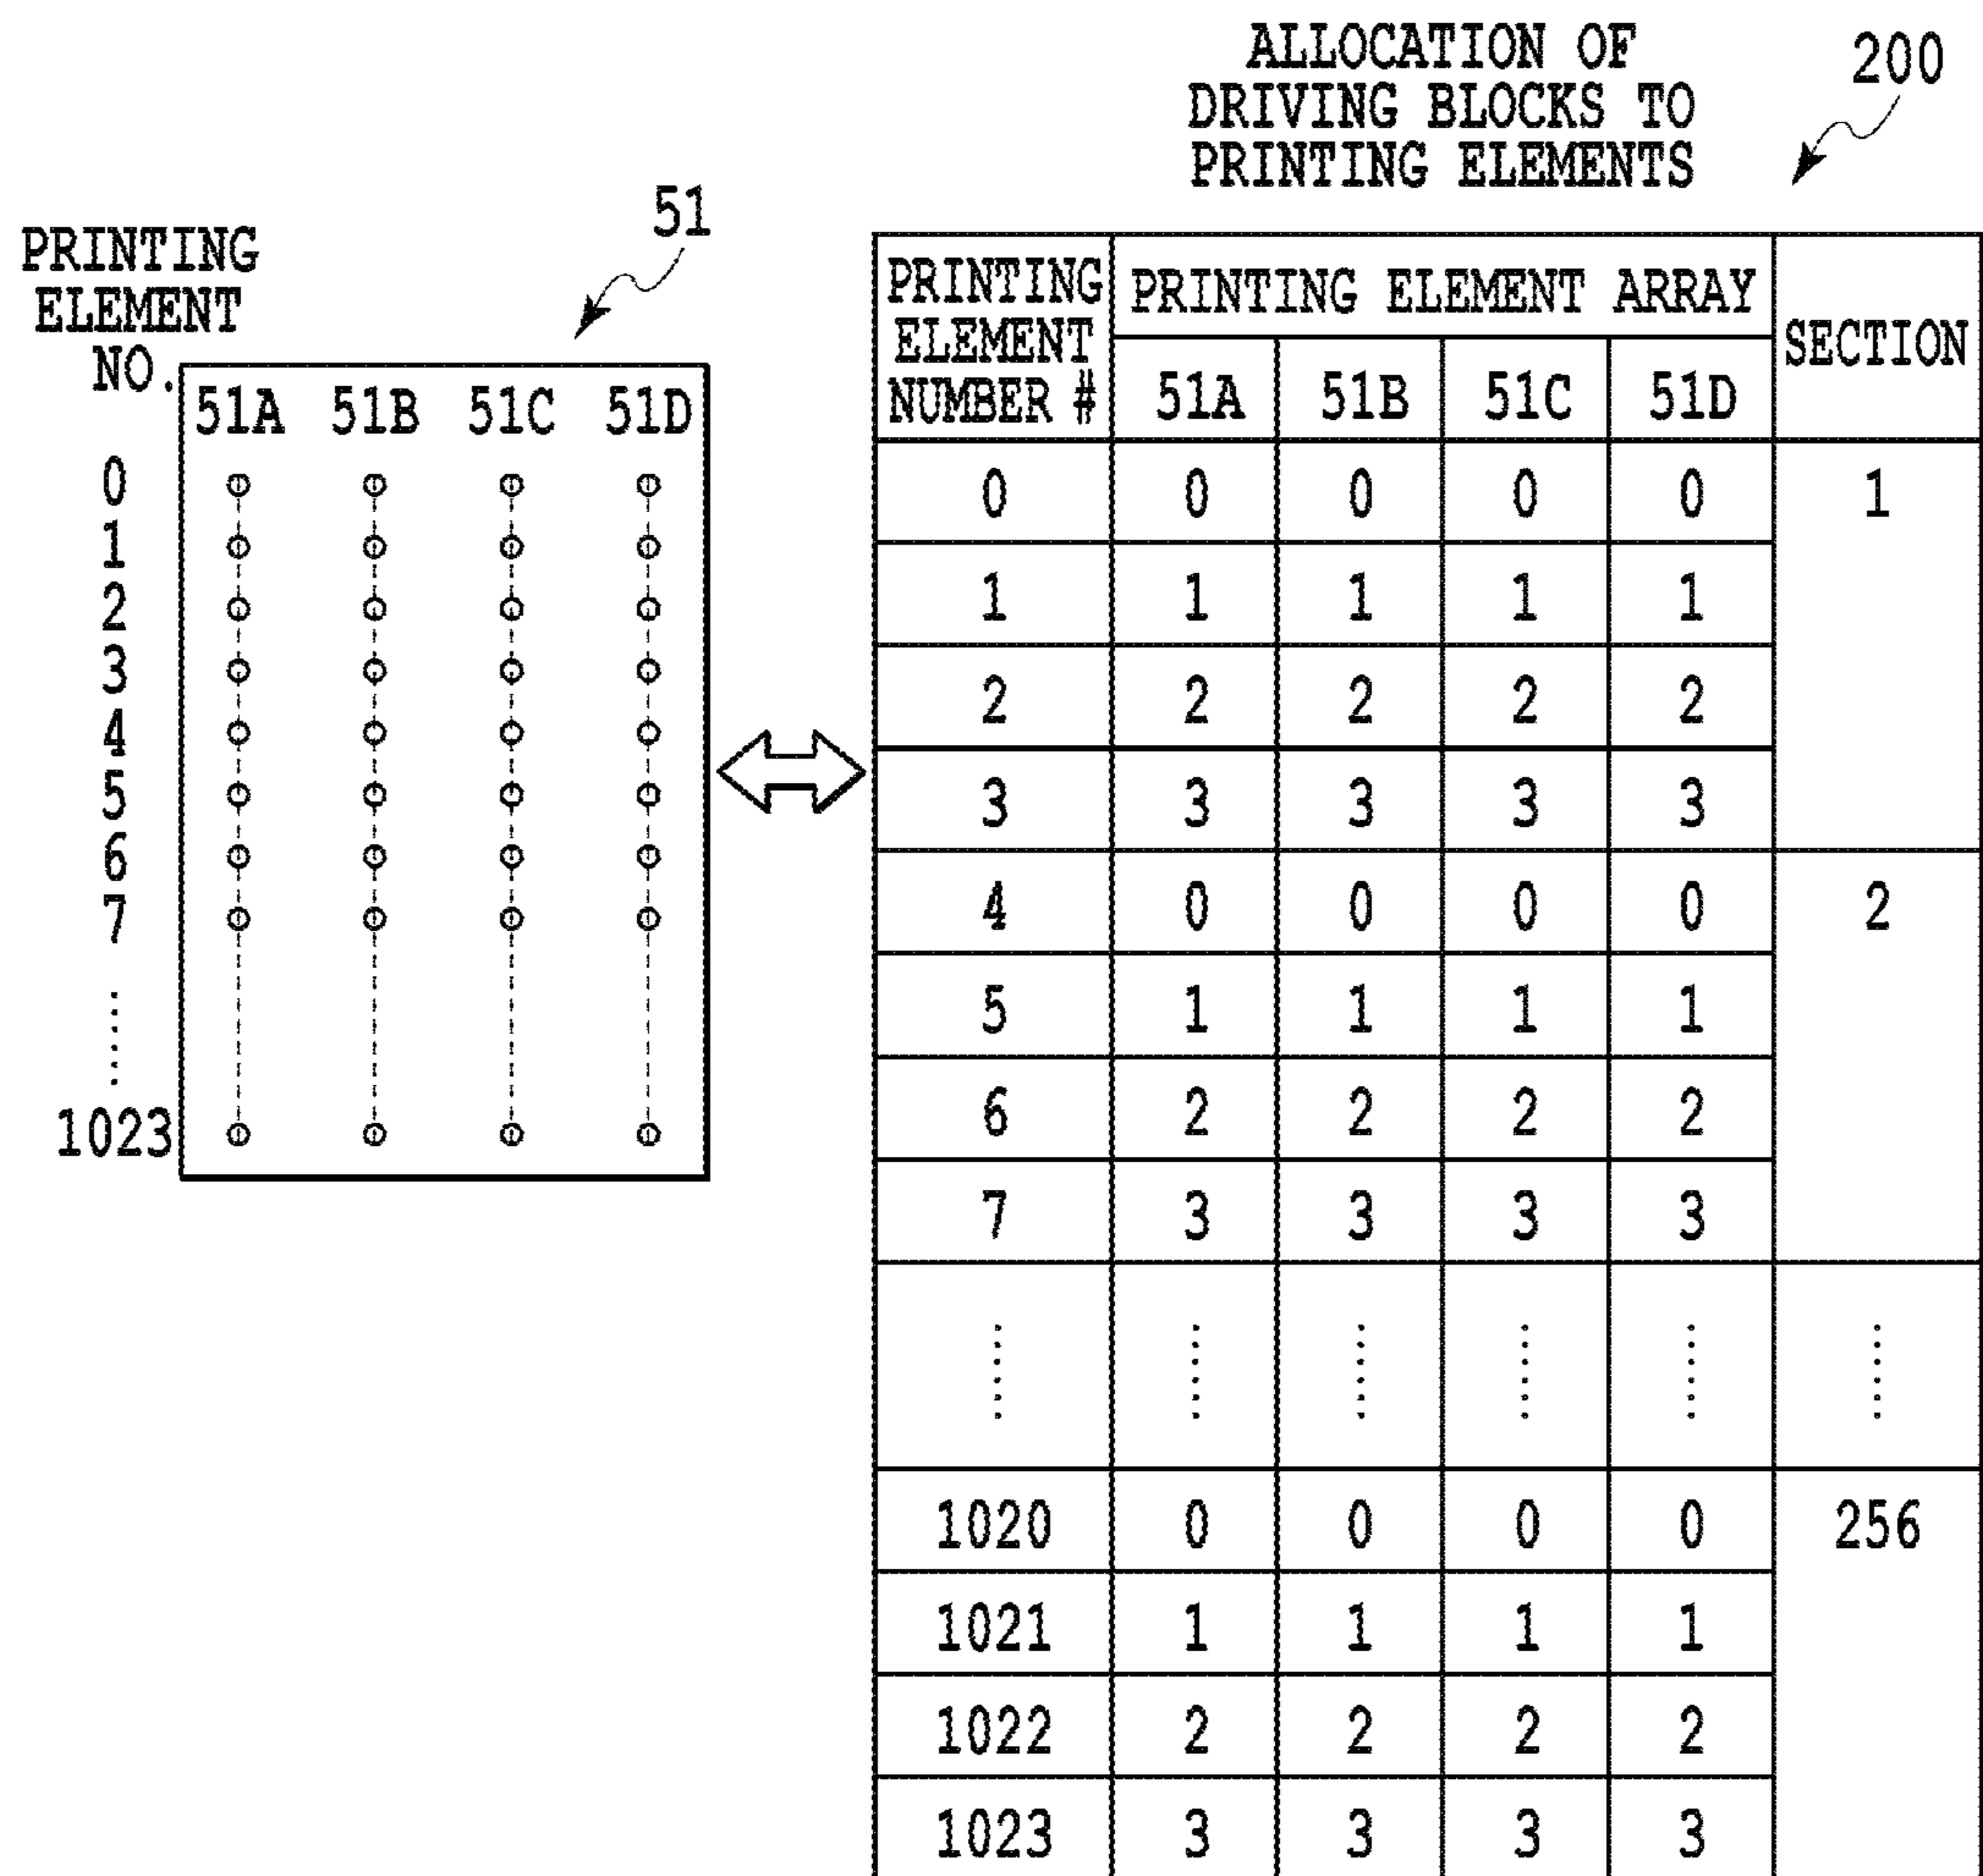 ALLOCATION OF
DRIVING BLOCKS TO
PRINTING ELEMENTS
200
51
PRINTING
ELEMENT
NO.
51A 51B 51C 51D
0
1
2
3
4
5
6
7
1023
PRINTING
ELEMENT
NUMBER #
PRINTING ELEMENT ARRAY
SECTION
51A 51B 51C 51D
0 0 0 0 0 1
1 1 1 1 1
2 2 2 2 2
3 3 3 3 3
4 0 0 0 0 2
5 1 1 1 1
6 2 2 2 2
7 3 3 3 3
1020 0 0 0 0 256
1021 1 1 1 1
1022 2 2 2 2
1023 3 3 3 3